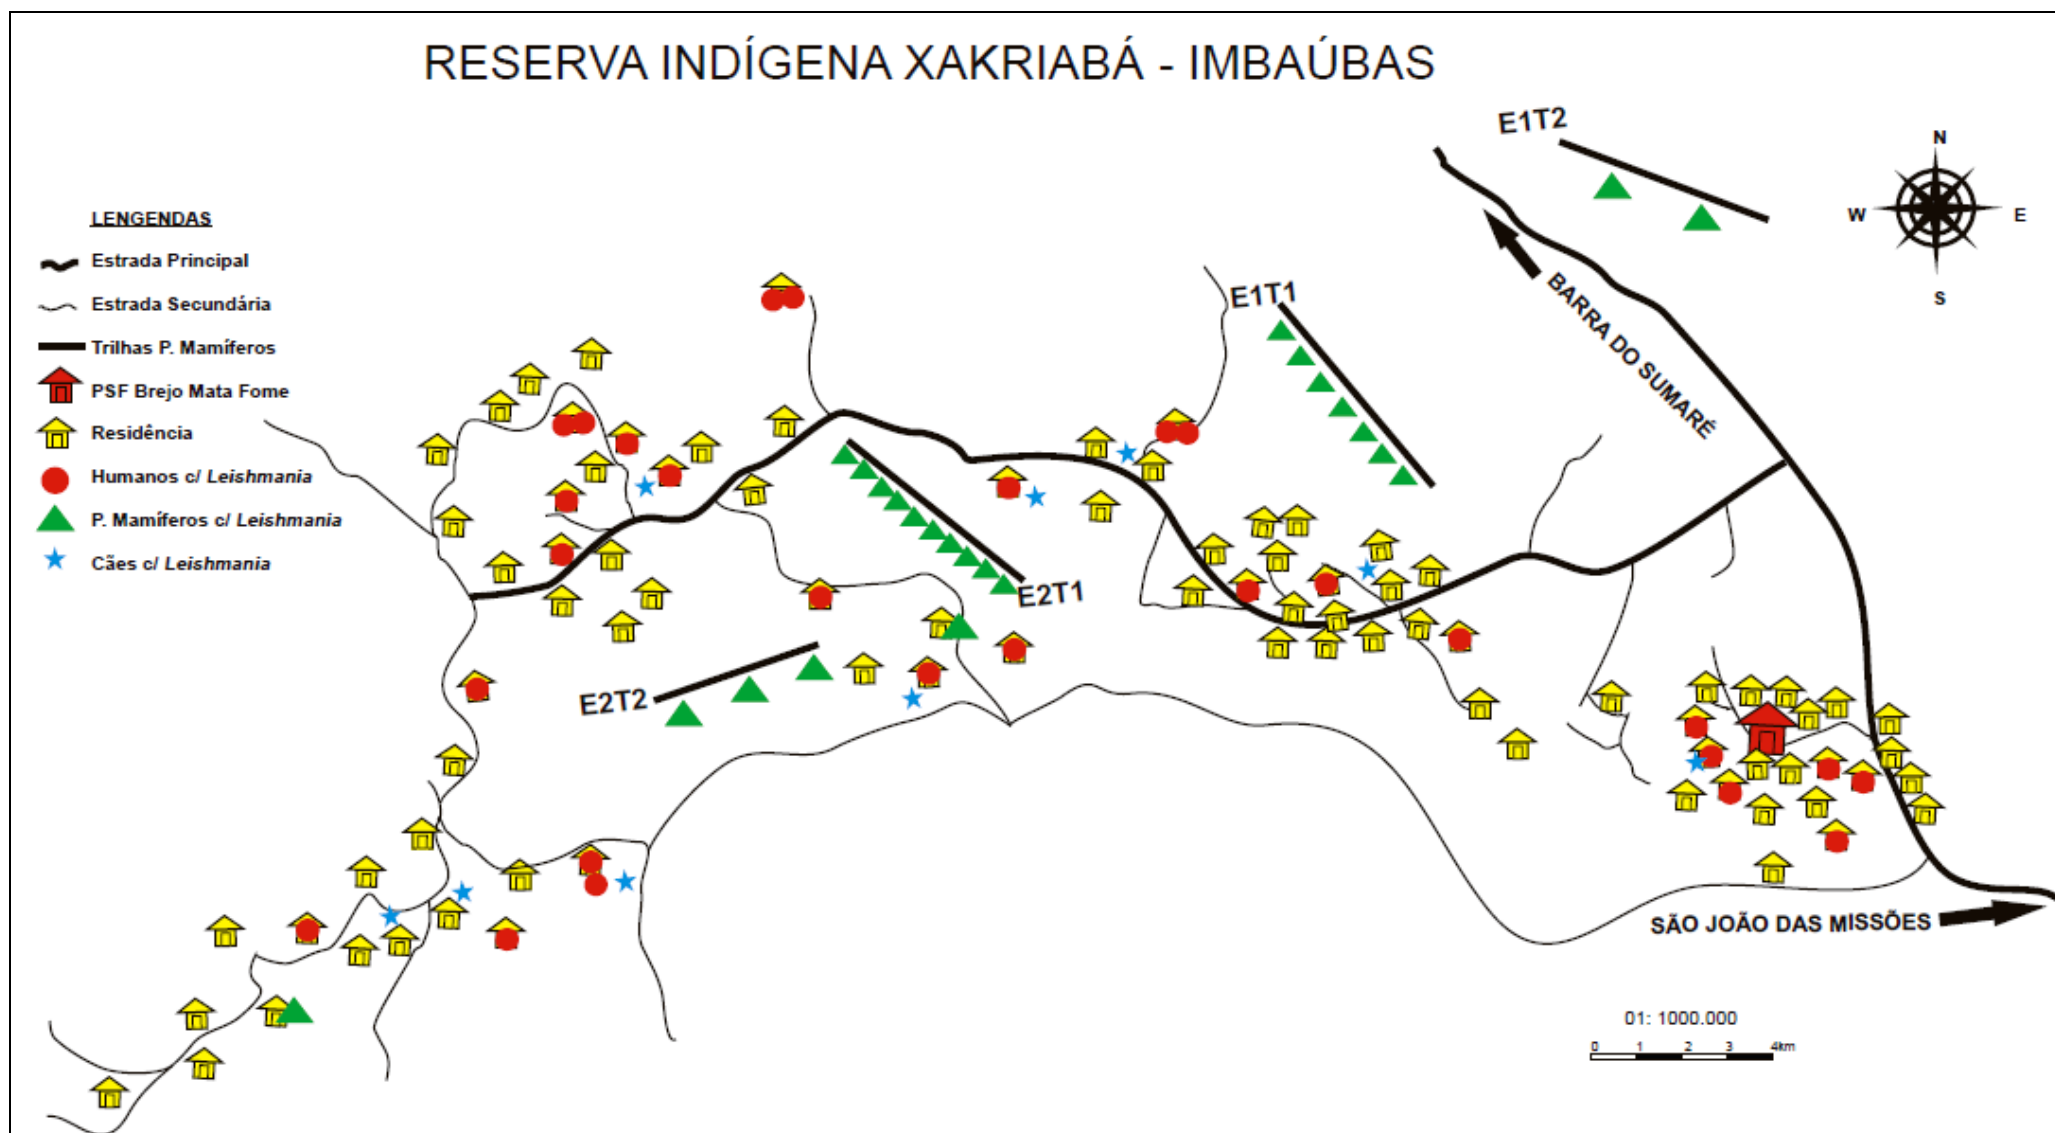 RESERVA INDÍGENA XAKRIABÁ - IMBAÚBAS
E1T2
N
W
E
S
LENGENDAS
Estrada Principal
Estrada Secundária
Trilhas P. Mamíferos
PSF Brejo Mata Fome
Residência
Humanos c/ Leishmania
P. Mamíferos c/ Leishmania
Cães c/ Leishmania
E1T1
BARRA DO SUMARÉ
E2T1
E2T2
SÃO JOÃO DAS MISSÕES
01: 1000.000
0 1 2 3 4km